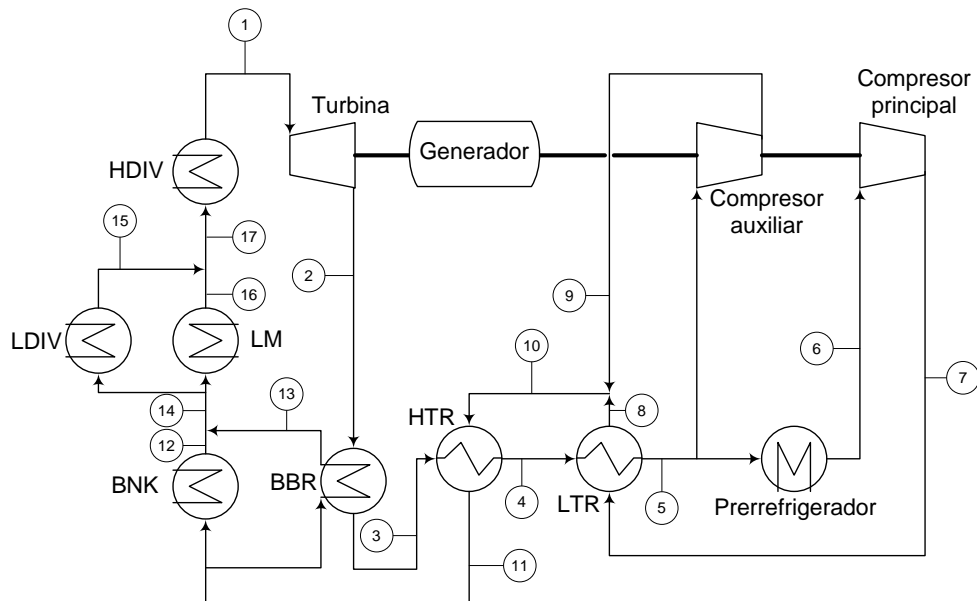 1
Turbina
Compresor
principal
Generador
HDIV
Compresor
auxiliar
15
17
2
9
16
LDIV
LM
6
10
7
14
13
8
HTR
12
BNK
BBR
4
LTR
5
Prerrefrigerador
3
11